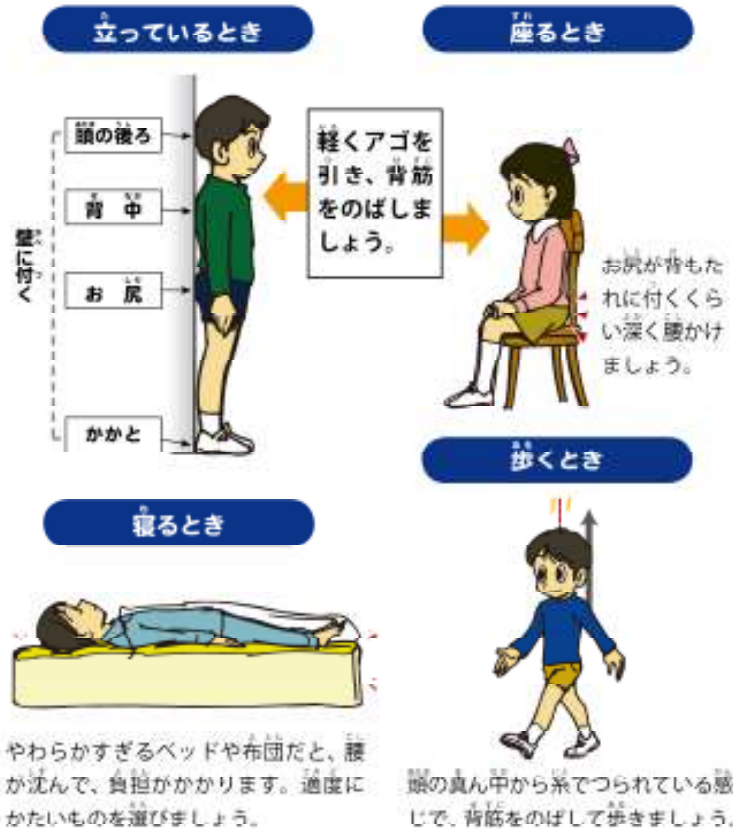 立っているとき
頭の後ろ
背中
お尻
かかと
壁に付く
軽くアゴを
引き、背筋
をのばしま
しょう。
座るとき
お尻が背もた
れに付くくら
い深く腰かけ
ましょう。
寝るとき
やわらかすぎるベッドや布団だと、腰
が沈んで、負担がかかります。適度に
かたいものを選びましょう。
歩くとき
頭の真ん中から糸でつられている感
じで、背筋をのばして歩きましょう。